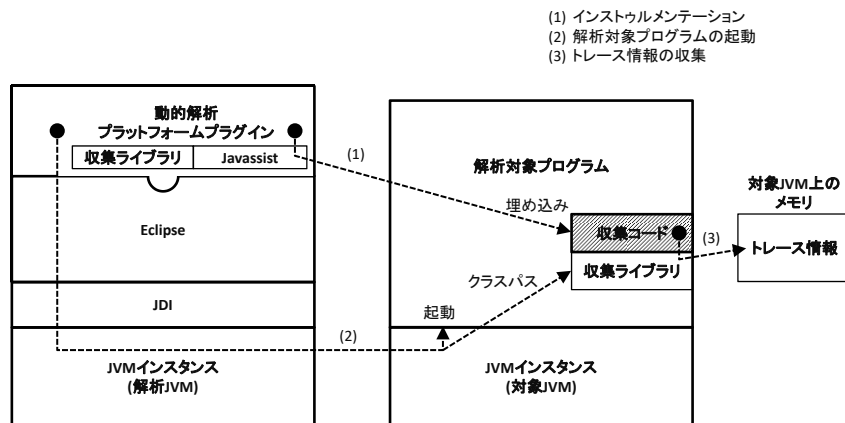 (1) インストゥルメンテーション
(2) 解析対象プログラムの起動
(3) トレース情報の収集
動的解析
プラットフォームプラグイン
収集ライブラリ
Javassist
Eclipse
JDI
JVMインスタンス
(解析JVM)
(1)
(2)
解析対象プログラム
埋め込み
収集コード
収集ライブラリ
クラスパス
起動
JVMインスタンス
(対象JVM)
(3)
対象JVM上の
メモリ
トレース情報